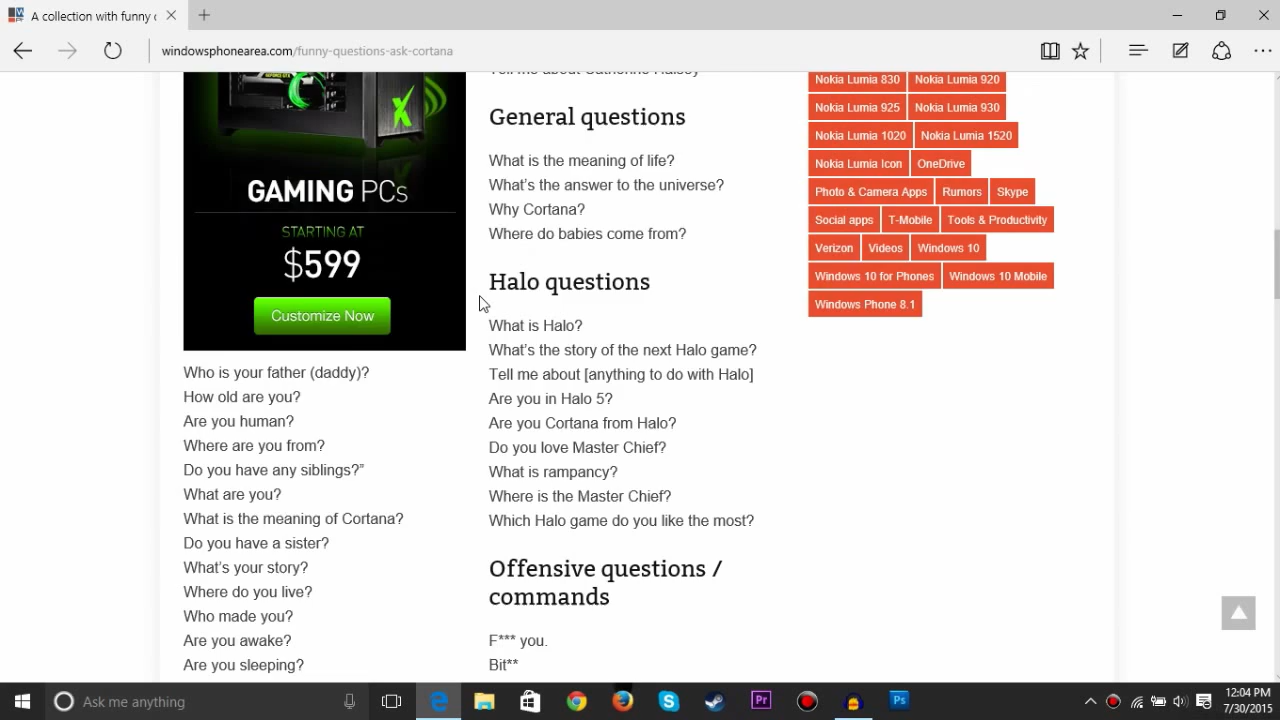 A collection with funny
windowsphonearea.com/funny-questions-ask-cortana
GEFORCE GTX
X
GAMING PCs
STARTING AT
$599
Customize Now
Who is your father (daddy)?
How old are you?
Are you human?
Where are you from?
Do you have any siblings?”
What are you?
What is the meaning of Cortana?
Do you have a sister?
What’s your story?
Where do you live?
Who made you?
Are you awake?
Are you sleeping?
Tell me about Catherine Halsey
General questions
What is the meaning of life?
What’s the answer to the universe?
Why Cortana?
Where do babies come from?
Halo questions
What is Halo?
What’s the story of the next Halo game?
Tell me about [anything to do with Halo]
Are you in Halo 5?
Are you Cortana from Halo?
Do you love Master Chief?
What is rampancy?
Where is the Master Chief?
Which Halo game do you like the most?
Offensive questions /
commands
F*** you.
Bit**
Nokia Lumia 830 Nokia Lumia 920
Nokia Lumia 925 Nokia Lumia 930
Nokia Lumia 1020 Nokia Lumia 1520
Nokia Lumia Icon OneDrive
Photo & Camera Apps Rumors Skype
Social apps T-Mobile Tools & Productivity
Verizon Videos Windows 10
Windows 10 for Phones Windows 10 Mobile
Windows Phone 8.1
Ask me anything
Pr
Ps
12:04 PM
7/30/2015